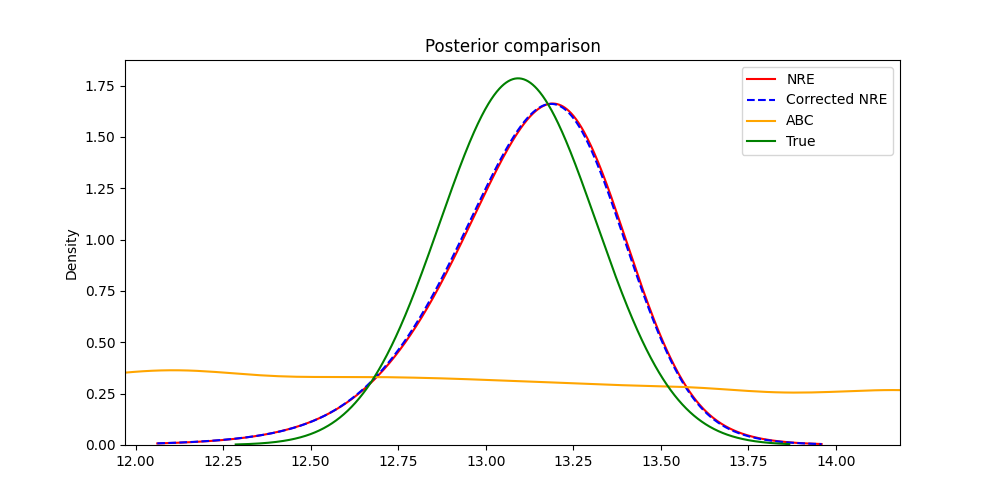 Posterior comparison
NRE
Corrected NRE
ABC
True
Density
1.75
1.50
1.25
1.00
0.75
0.50
0.25
0.00
12.00 12.25 12.50 12.75 13.00 13.25 13.50 13.75 14.00